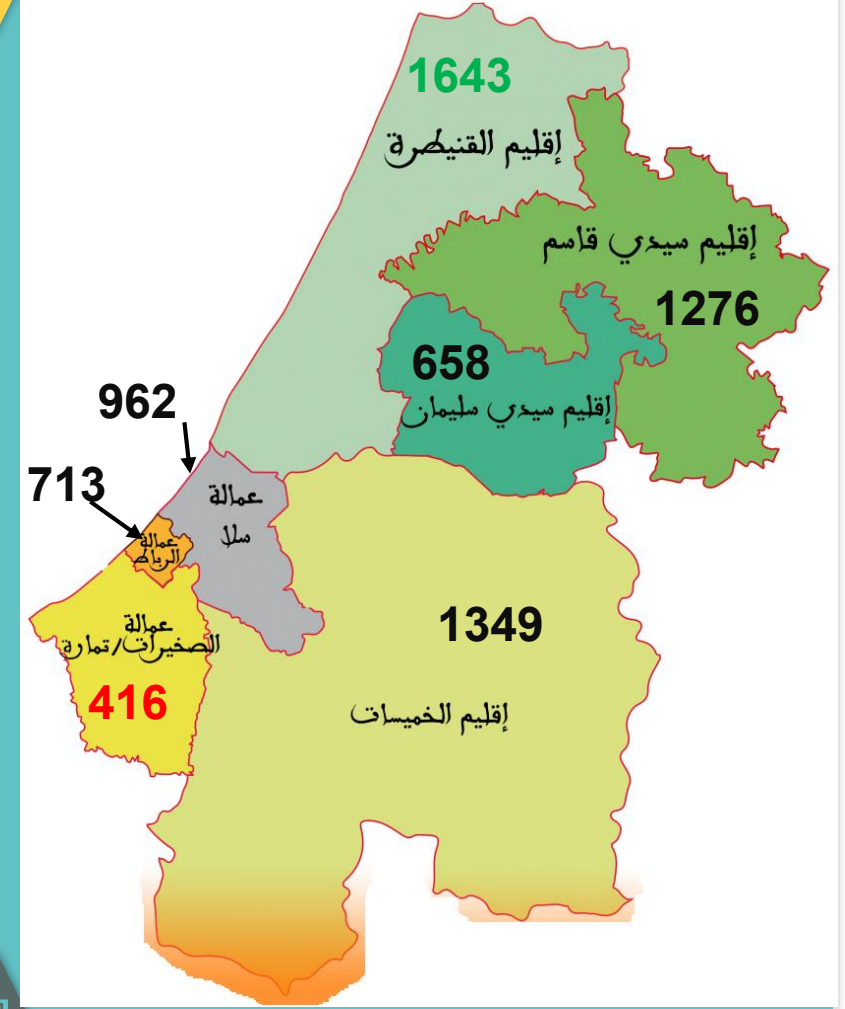 1643
إقليم القنيطرة
إقليم سيدي قاسم
1276
658
إقليم سيدي سليمان
962
713
عمالة
سلا
عمالة
الرباط
عمالة
الصخيرات/تمارة
416
1349
إقليم الخميسات